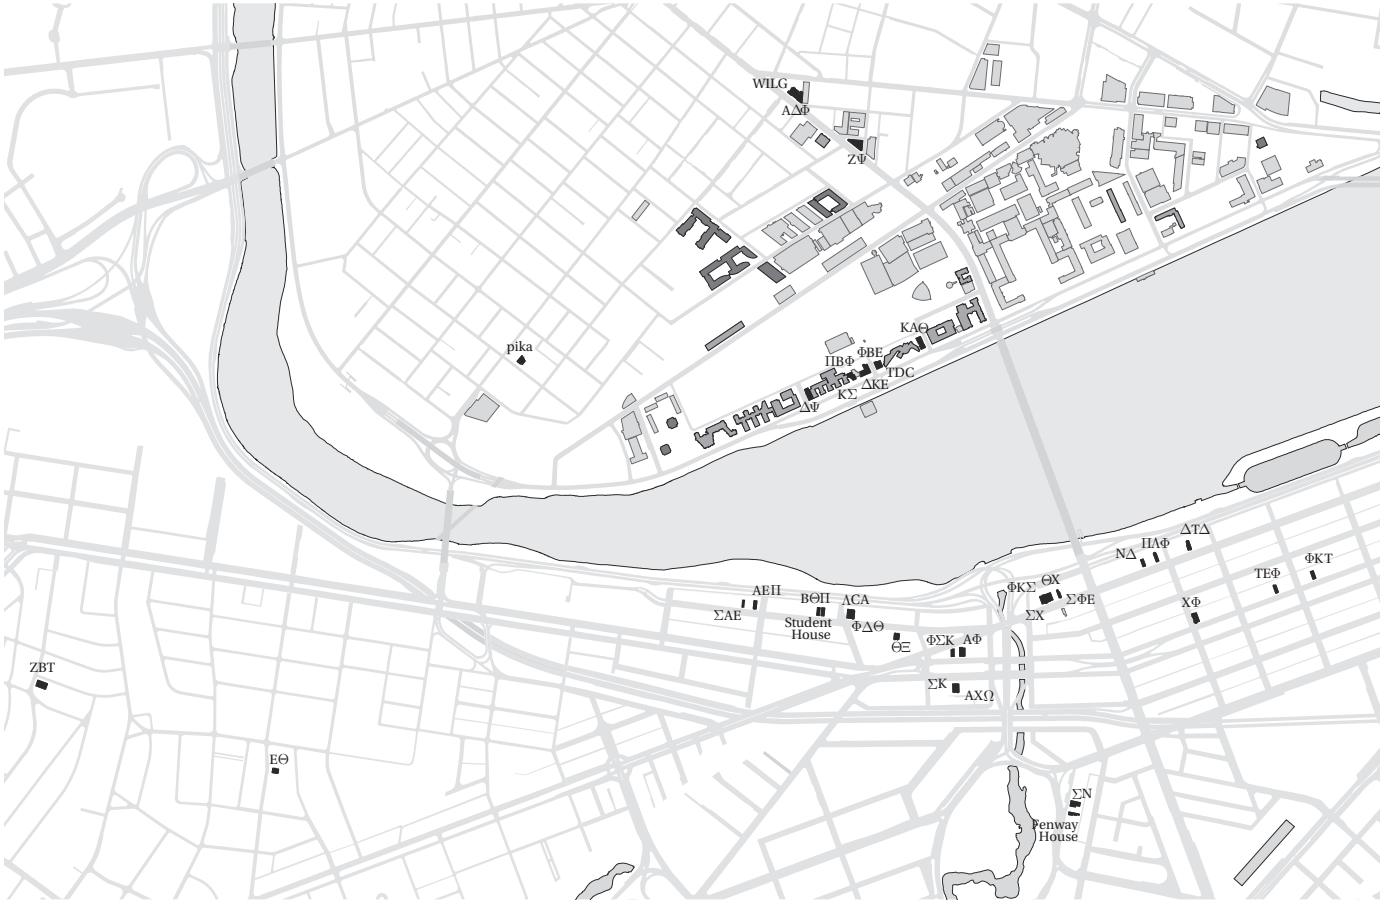 WILG
ΑΔΦ
ΖΨ
pika
ΚΑΘ
ΦΒΕ
ΠΒΦ
TDC
ΔΚΕ
ΚΣ
ΔΨ
ΔΤΔ
ΠΛΦ
ΝΔ
ΦΚΤ
ΤΕΦ
ΧΦ
ΘΧ
ΦΚΣ
ΣΦΕ
ΣΧ
ΑΕΠ
ΣΑΕ
ΒΘΠ
ΛCA
Student
House
ΦΔΘ
ΘΞ
ΦΣΚ
ΑΦ
ΣΚ
ΑΧΩ
ZBT
ΕΘ
ΣΝ
Fenway
House